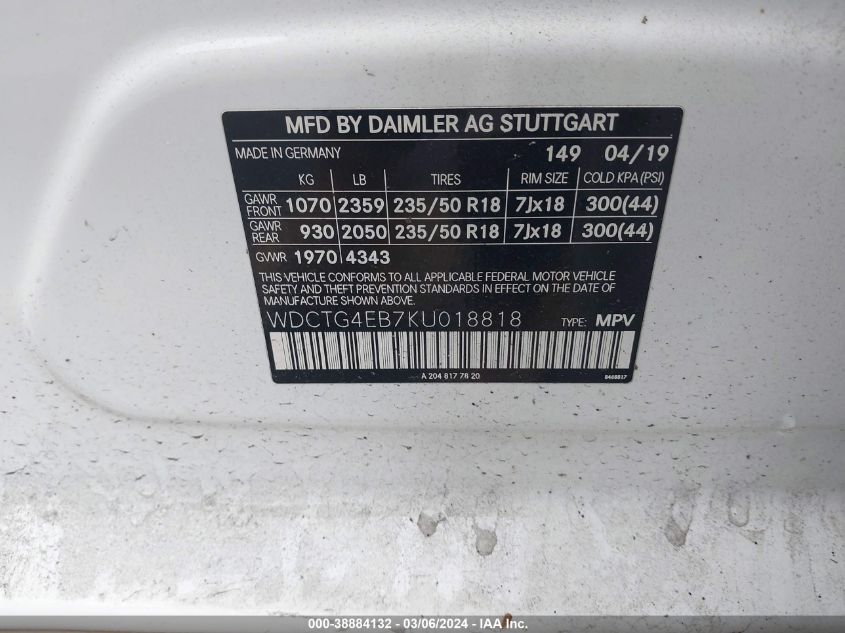 MFD BY DAIMLER AG STUTTGART
MADE IN GERMANY 149 04/19
KG LB TIRES RIM SIZE COLD KPA(PSI)
GAWR FRONT 1070 2359 235/50 R18 7Jx18 300(44)
GAWR REAR 930 2050 235/50 R18 7Jx18 300(44)
GVWR 1970 4343
THIS VEHICLE CONFORMS TO ALL APPLICABLE FEDERAL MOTOR VEHICLE
SAFETY AND THEFT PREVENTION STANDARDS IN EFFECT ON THE DATE OF
MANUFACTURE SHOWN ABOVE.
WDCTG4EB7KU018818 TYPE: MPV
A 204 817 78 20
000-38884132 - 03/06/2024 - IAA Inc.